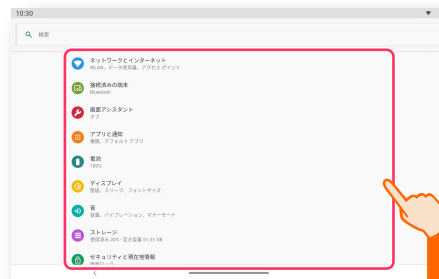 10:30
検索
ネットワークとインターネット
WLAN、データ使用量、アクセス ポイント
接続済みの端末
Bluetooth
画面アシスタント
オフ
アプリと通知
権限、デフォルト アプリ
電池
100%
ディスプレイ
壁紙、スリープ、フォントサイズ
音
音量、バイブレーション、マナーモード
ストレージ
使用済み 20% - 空き容量 51.51 GB
セキュリティと現在地情報
画面ロック